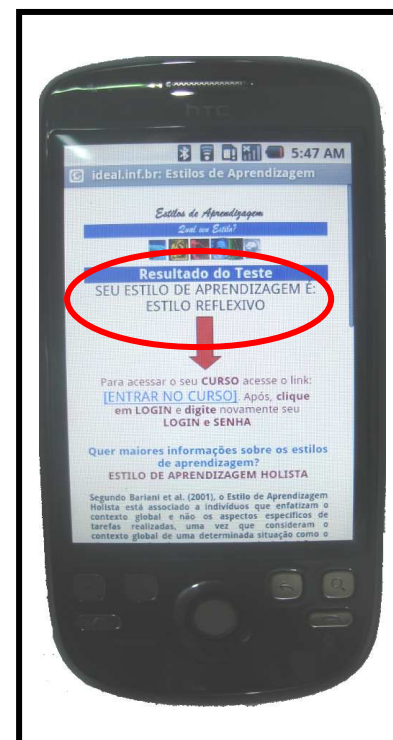 hTC
5:47 AM
ideal.inf.br: Estilos de Aprendizagem
Estilos de Aprendizagem
Qual seu Estilo?
Resultado do Teste
SEU ESTILO DE APRENDIZAGEM É:
ESTILO REFLEXIVO
Para acessar o seu CURSO acesse o link:
[ENTRAR NO CURSO]. Após, clique
em LOGIN e digite novamente seu
LOGIN e SENHA
Quer maiores informações sobre os estilos
de aprendizagem?
ESTILO DE APRENDIZAGEM HOLISTA
Segundo Bariani et al. (2001), o Estilo de Aprendizagem
Holista está associado a indivíduos que enfatizam o
contexto global e não os aspectos específicos de
tarefas realizadas, uma vez que consideram o
contexto global de uma determinada situação como o